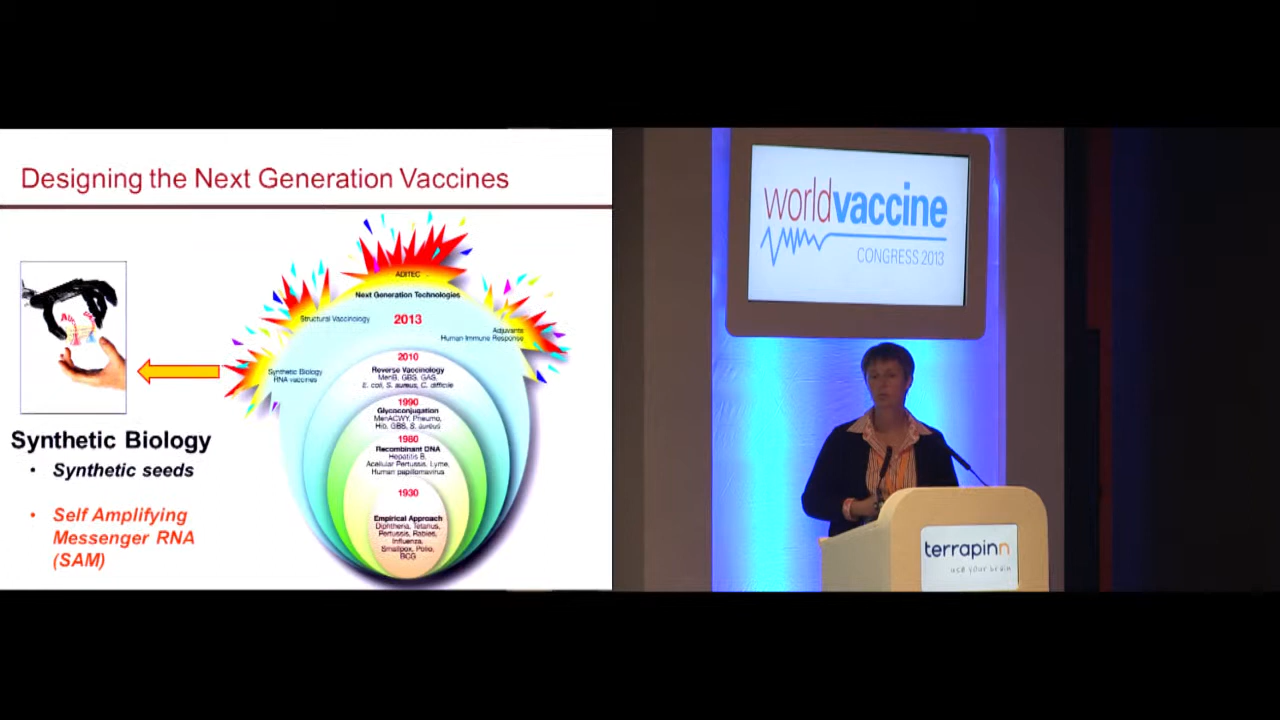 Designing the Next Generation Vaccines
ADITEC
Next Generation Technologies
2013
Structural Vaccinology
Adjuvants
Human Immune Response
Synthetic Biology
RNA vaccines
2010
Reverse Vaccinology
MenB, GBS, GAS,
E. coli, S. aureus, C. difficile
1990
Glycoconjugation
MenACWY, Pneumo,
Hib, GBS, S. aureus
1980
Recombinant DNA
Hepatitis B,
Acellular Pertussis, Lyme,
Human papillomavirus
1930
Empirical Approach
Diphtheria, Tetanus,
Pertussis, Rabies,
Influenza,
Smallpox, Polio,
BCG
Synthetic Biology
• Synthetic seeds
• Self Amplifying
Messenger RNA
(SAM)
worldvaccine
CONGRESS 2013
terrapinn
use your brain